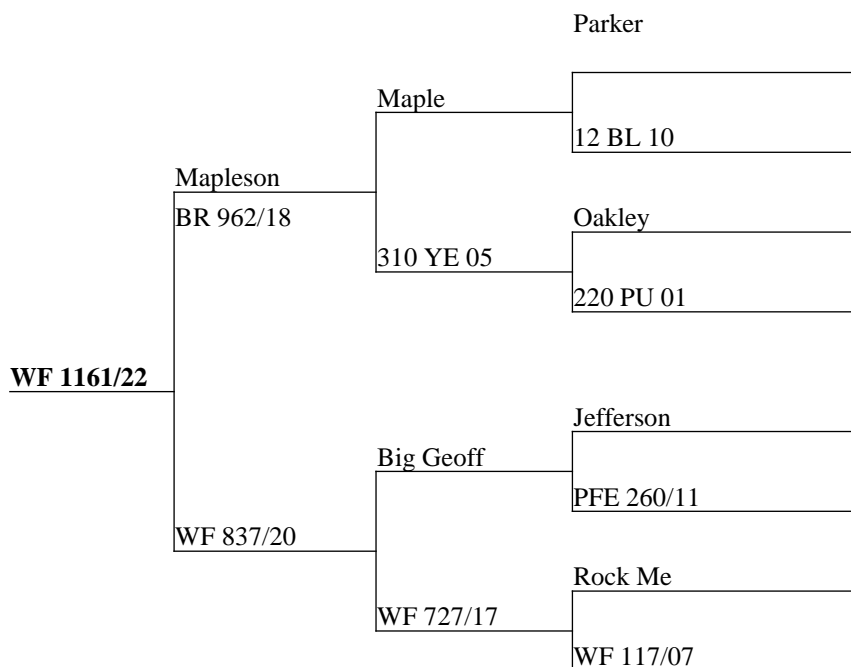 Parker
Maple
12 BL 10
Mapleson
BR 962/18
Oakley
310 YE 05
220 PU 01
WF 1161/22
Jefferson
Big Geoff
PFE 260/11
WF 837/20
Rock Me
WF 727/17
WF 117/07